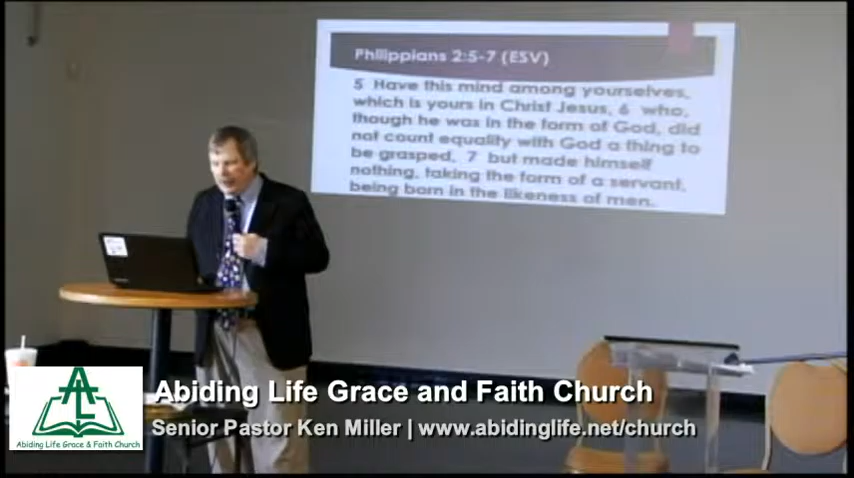 Philippians 2:5-7 (ESV)
5 Have this mind among yourselves,
which is yours in Christ Jesus, 6 who,
though he was in the form of God, did
not count equality with God a thing to
be grasped, 7 but made himself
nothing, taking the form of a servant,
being born in the likeness of men.
AL
Abiding Life Grace & Faith Church
Abiding Life Grace and Faith Church
Senior Pastor Ken Miller | www.abidinglife.net/church